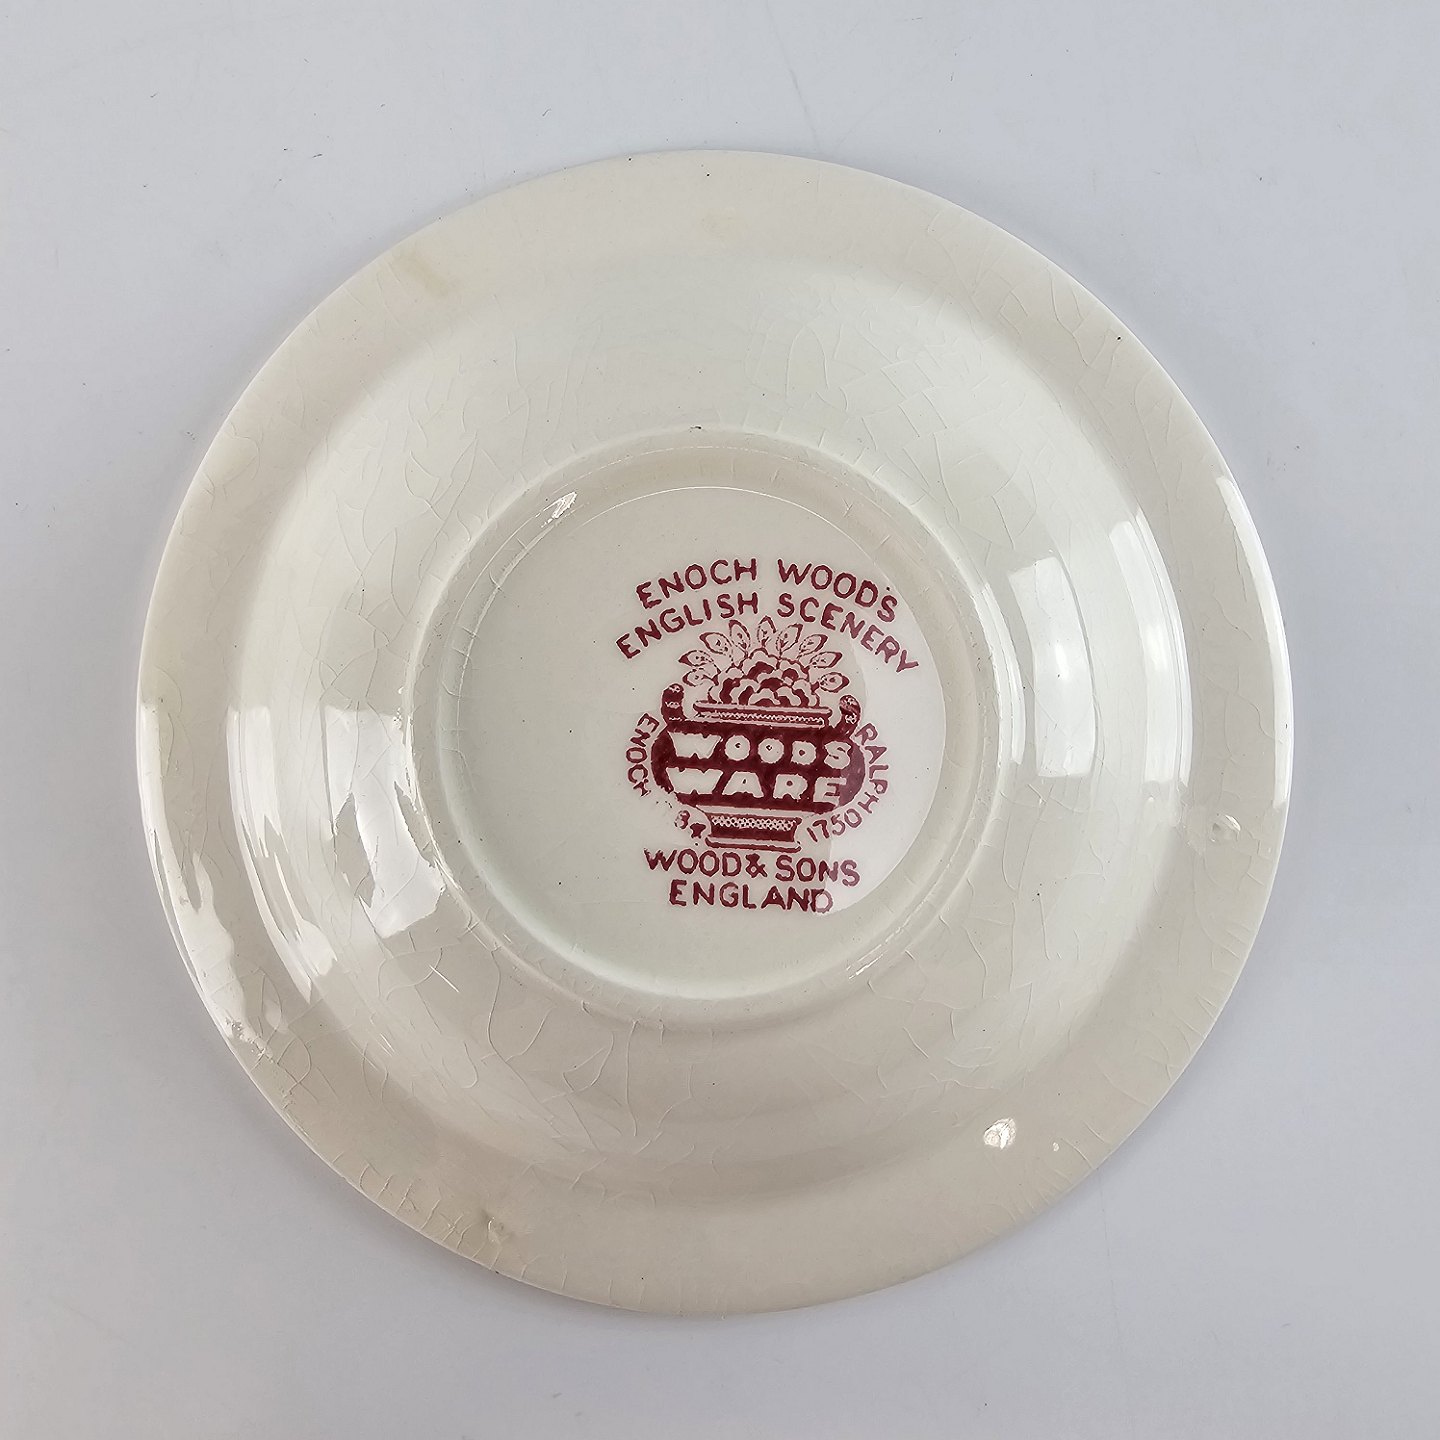 ENOCH WOOD'S
ENGLISH SCENERY
ENOCH
RALPH
WOODS
WARE
1750
WOOD & SONS
ENGLAND